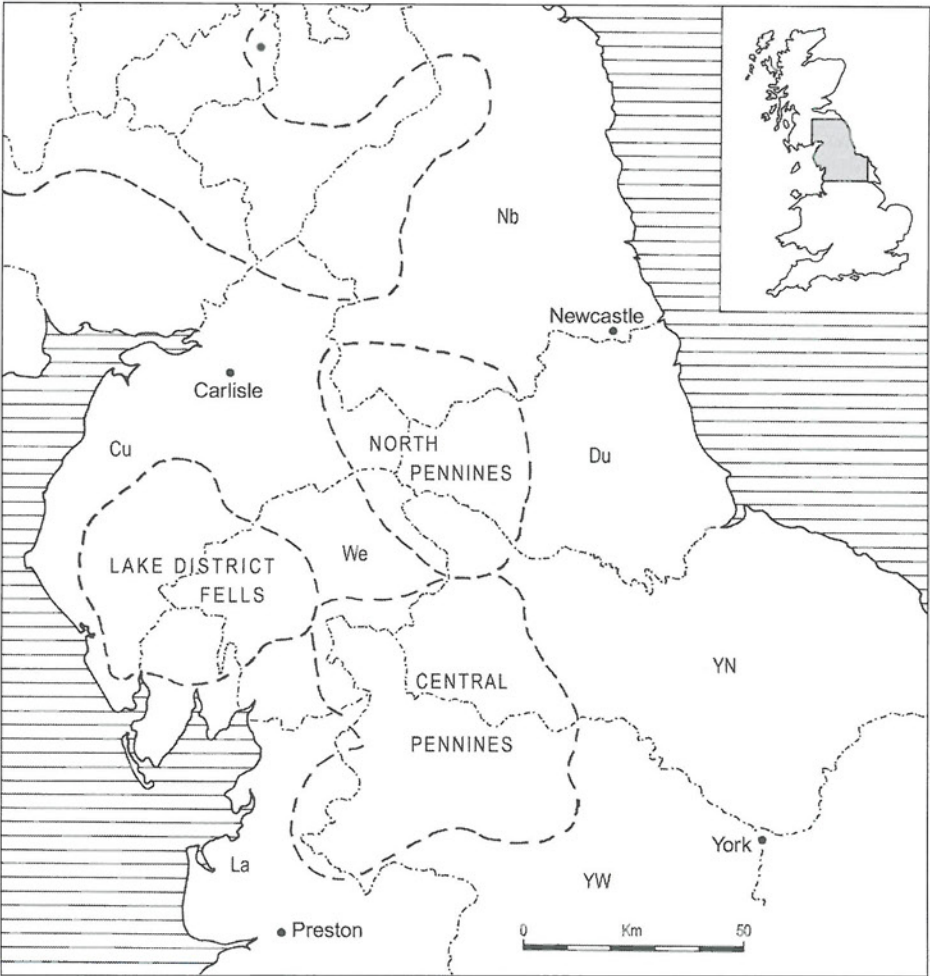 Nb
Newcastle
Carlisle
Cu
NORTH
PENNINES
Du
We
LAKE DISTRICT
FELLS
YN
CENTRAL
PENNINES
York
La
YW
Preston
0 Km 50